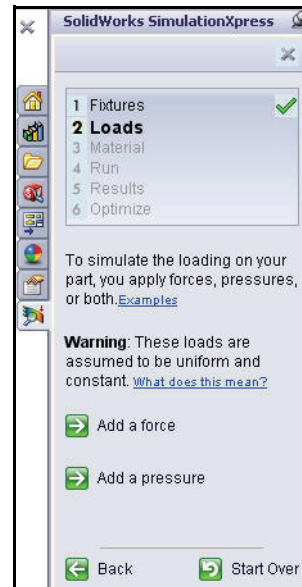 SolidWorks SimulationXpress
1 Fixtures
2 Loads
3 Material
4 Run
5 Results
6 Optimize
To simulate the loading on your
part, you apply forces, pressures,
or both. Examples
Warning: These loads are
assumed to be uniform and
constant. What does this mean?
Add a force
Add a pressure
Back Start Over